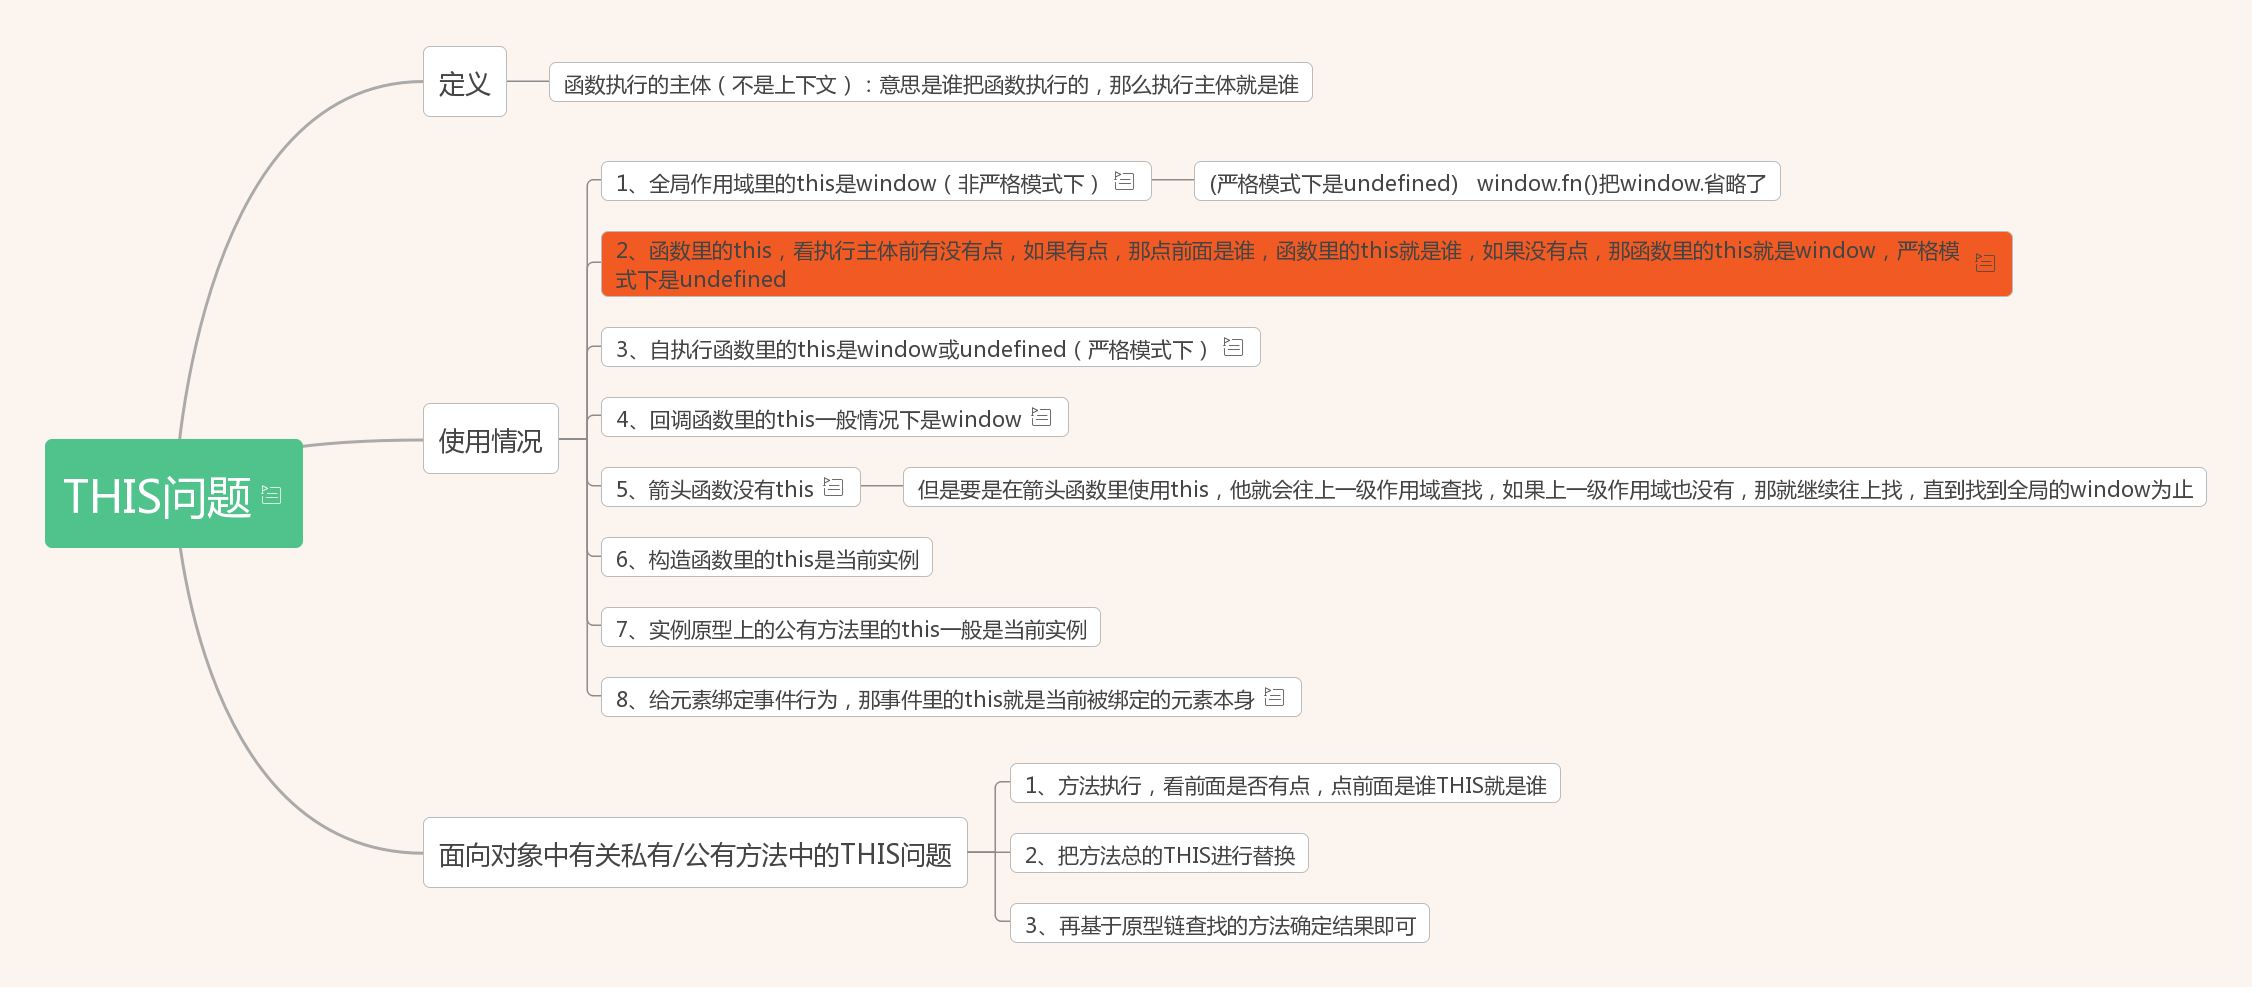 定义
函数执行的主体（不是上下文）：意思是谁把函数执行的，那么执行主体就是谁
1、全局作用域里的this是window（非严格模式下）
(严格模式下是undefined) window.fn()把window.省略了
2、函数里的this，看执行主体前有没有点，如果有点，那点前面是谁，函数里的this就是谁，如果没有点，那函数里的this就是window，严格模
式下是undefined
3、自执行函数里的this是window或undefined（严格模式下）
4、回调函数里的this一般情况下是window
使用情况
THIS问题
5、箭头函数没有this
但是要是在箭头函数里使用this，他就会往上一级作用域查找，如果上一级作用域也没有，那就继续往上找，直到找到全局的window为止
6、构造函数里的this是当前实例
7、实例原型上的公有方法里的this一般是当前实例
8、给元素绑定事件行为，那事件里的this就是当前被绑定的元素本身
面向对象中有关私有/公有方法中的THIS问题
1、方法执行，看前面是否有点，点前面是谁THIS就是谁
2、把方法总的THIS进行替换
3、再基于原型链查找的方法确定结果即可